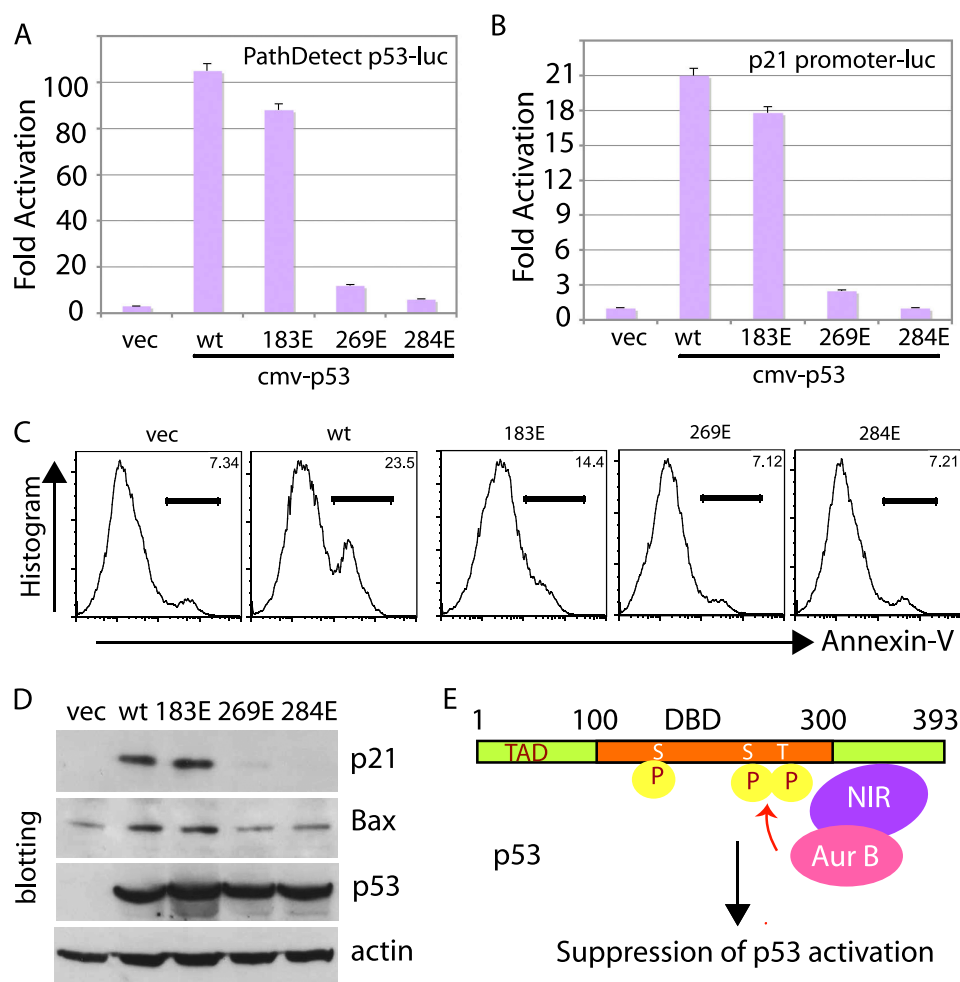 A
PathDetect p53-luc
Fold Activation
100
80
60
40
20
0
vec wt 183E 269E 284E
cmv-p53
B
p21 promoter-luc
Fold Activation
21
18
15
12
9
6
3
0
vec wt 183E 269E 284E
cmv-p53
C
vec wt 183E 269E 284E
7.34 23.5 14.4 7.12 7.21
Histogram
Annexin-V
D
vec wt 183E 269E 284E
p21
Bax
p53
actin
blotting
E
1 100 DBD 300 393
TAD S S T
P P P
NIR
Aur B
p53
Suppression of p53 activation